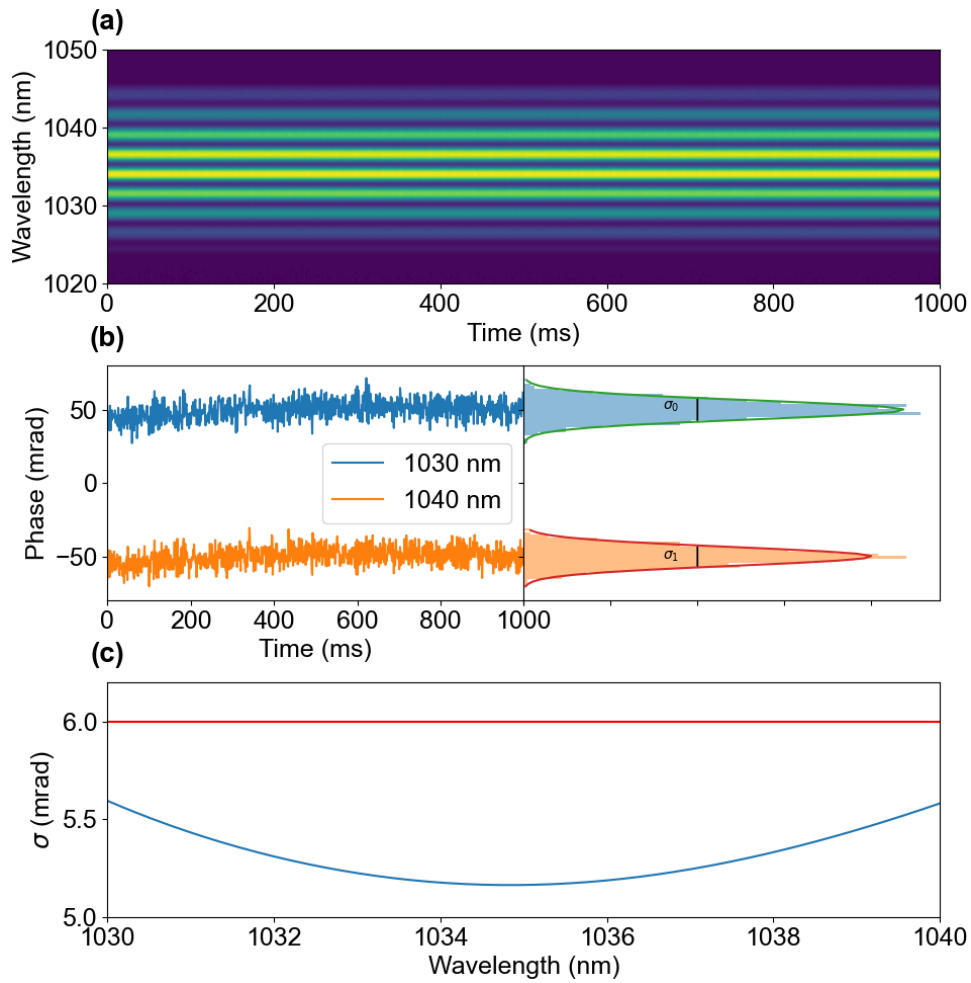 (a)
1050
1040
1030
1020
Wavelength (nm)
0 200 400 600 800 1000
Time (ms)
(b)
50
0
−50
Phase (mrad)
1030 nm
1040 nm
σ0
σ1
0 200 400 600 800 1000
Time (ms)
(c)
6.0
5.5
5.0
σ (mrad)
1030 1032 1034 1036 1038 1040
Wavelength (nm)